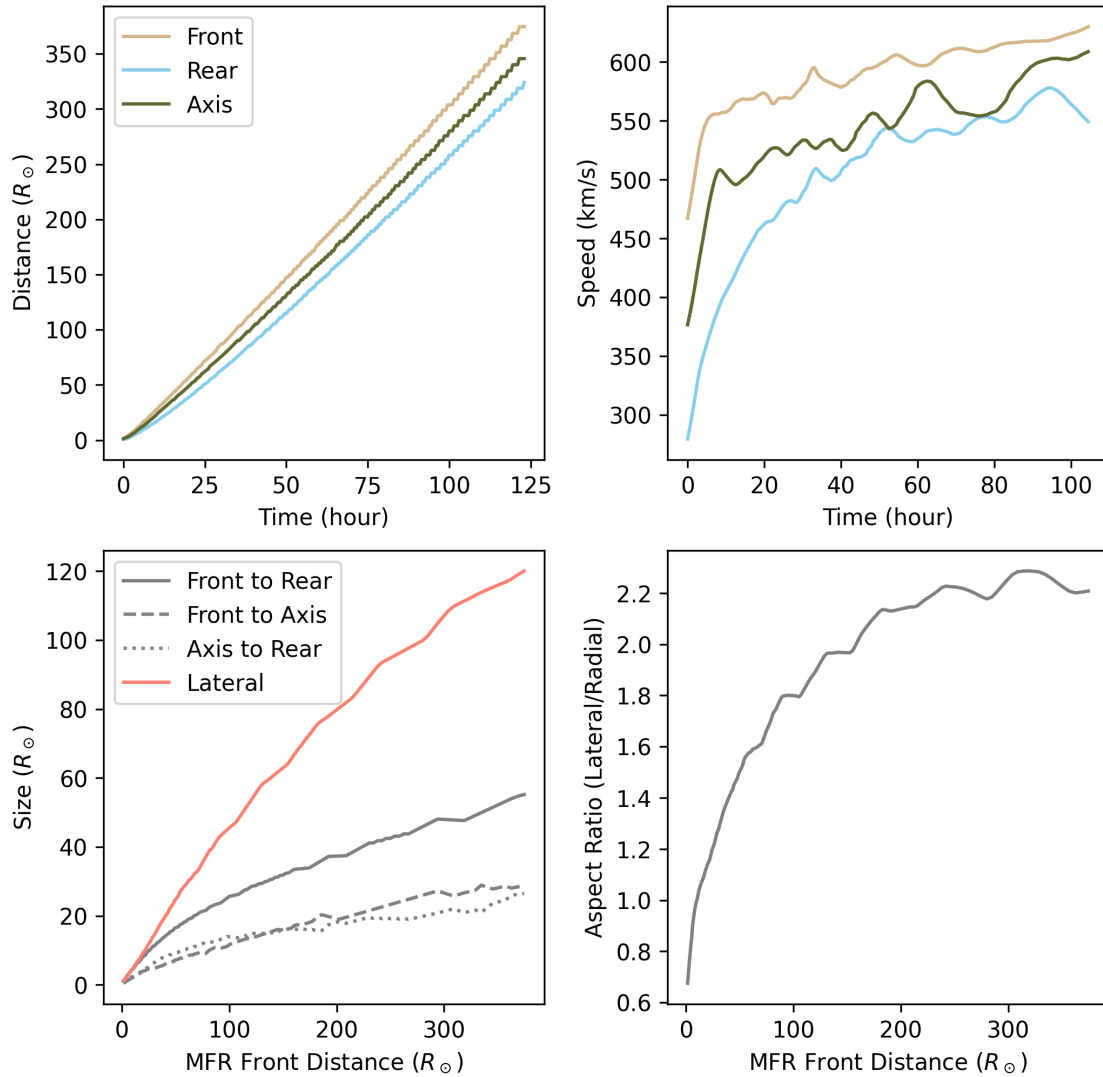 350
300
250
200
150
100
50
0
Distance (R⊙)
Front
Rear
Axis
0 25 50 75 100 125
Time (hour)
600
550
500
450
400
350
300
Speed (km/s)
0 20 40 60 80 100
Time (hour)
120
100
80
60
40
20
0
Size (R⊙)
Front to Rear
Front to Axis
Axis to Rear
Lateral
0 100 200 300
MFR Front Distance (R⊙)
2.2
2.0
1.8
1.6
1.4
1.2
1.0
0.8
0.6
Aspect Ratio (Lateral/Radial)
0 100 200 300
MFR Front Distance (R⊙)